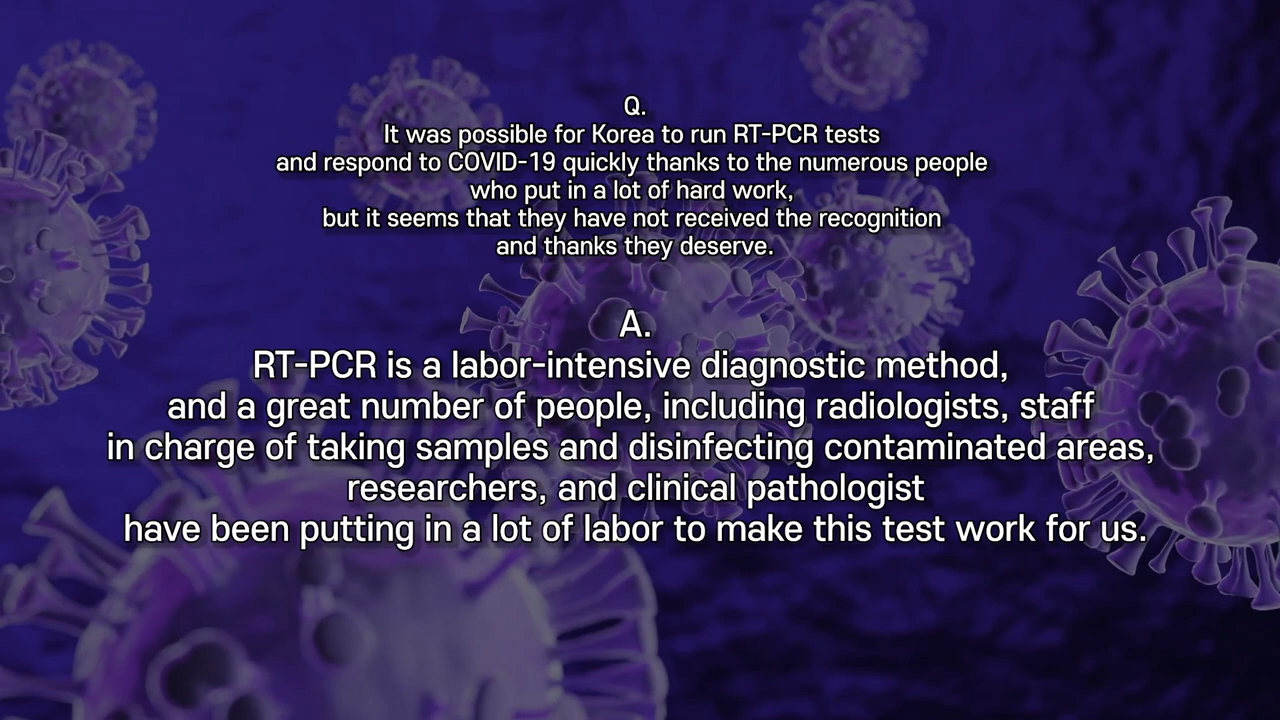 Q.
It was possible for Korea to run RT-PCR tests
and respond to COVID-19 quickly thanks to the numerous people
who put in a lot of hard work,
but it seems that they have not received the recognition
and thanks they deserve.
A.
RT-PCR is a labor-intensive diagnostic method,
and a great number of people, including radiologists, staff
in charge of taking samples and disinfecting contaminated areas,
researchers, and clinical pathologist
have been putting in a lot of labor to make this test work for us.